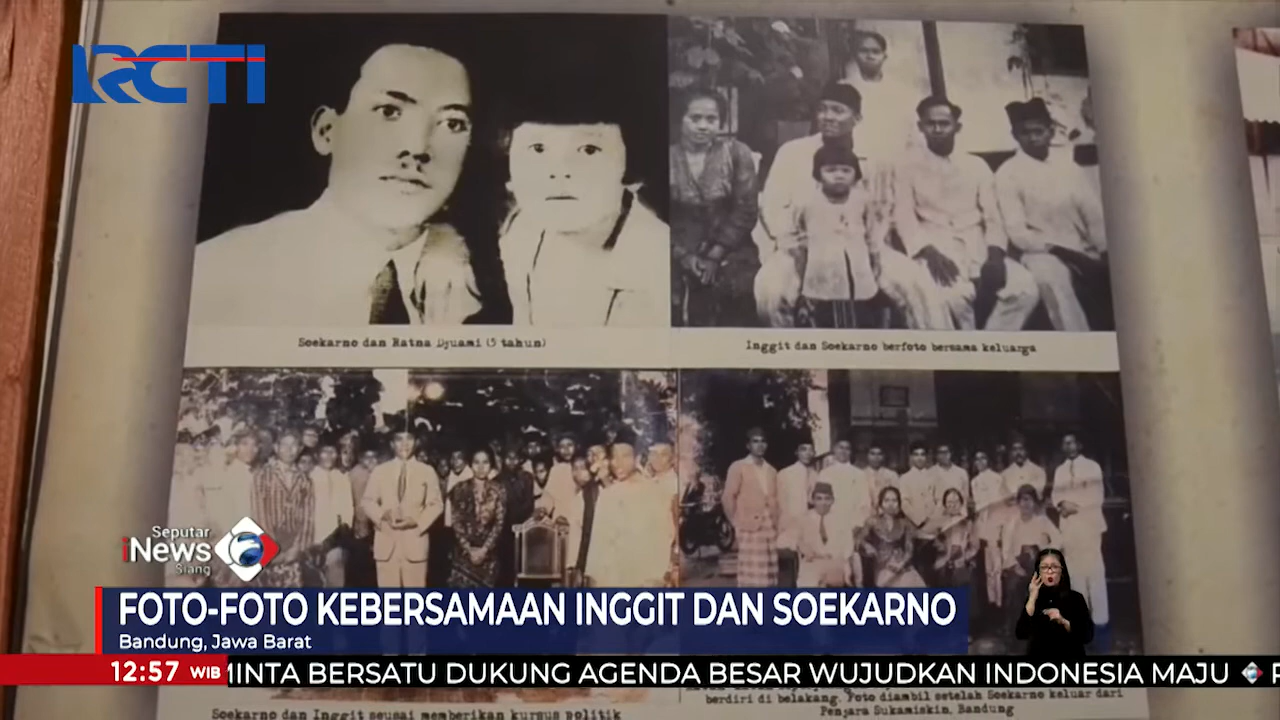 RCTI
Soekarno dan Ratna Djuami (5 tahun)
Inggit dan Soekarno berfoto bersama keluarga
Seputar
iNews
Siang
FOTO-FOTO KEBERSAMAAN INGGIT DAN SOEKARNO
Bandung, Jawa Barat
12:57 WIB
MINTA BERSATU DUKUNG AGENDA BESAR WUJUDKAN INDONESIA MAJU
berdiri di belakang. Foto diambil setelah Soekarno keluar dari
Penjara Sukamiskin, Bandung
Soekarno dan Inggit seusai memberikan kursus politik